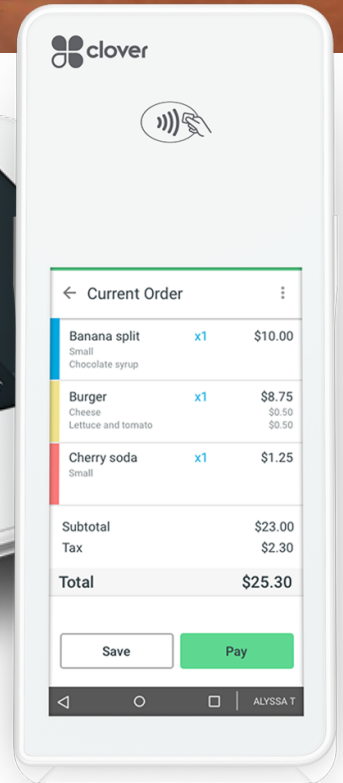 clover
Current Order
Banana split x1 $10.00
Small
Chocolate syrup
Burger x1 $8.75
Cheese $0.50
Lettuce and tomato $0.50
Cherry soda x1 $1.25
Small
Subtotal $23.00
Tax $2.30
Total $25.30
Save Pay
ALYSSA T